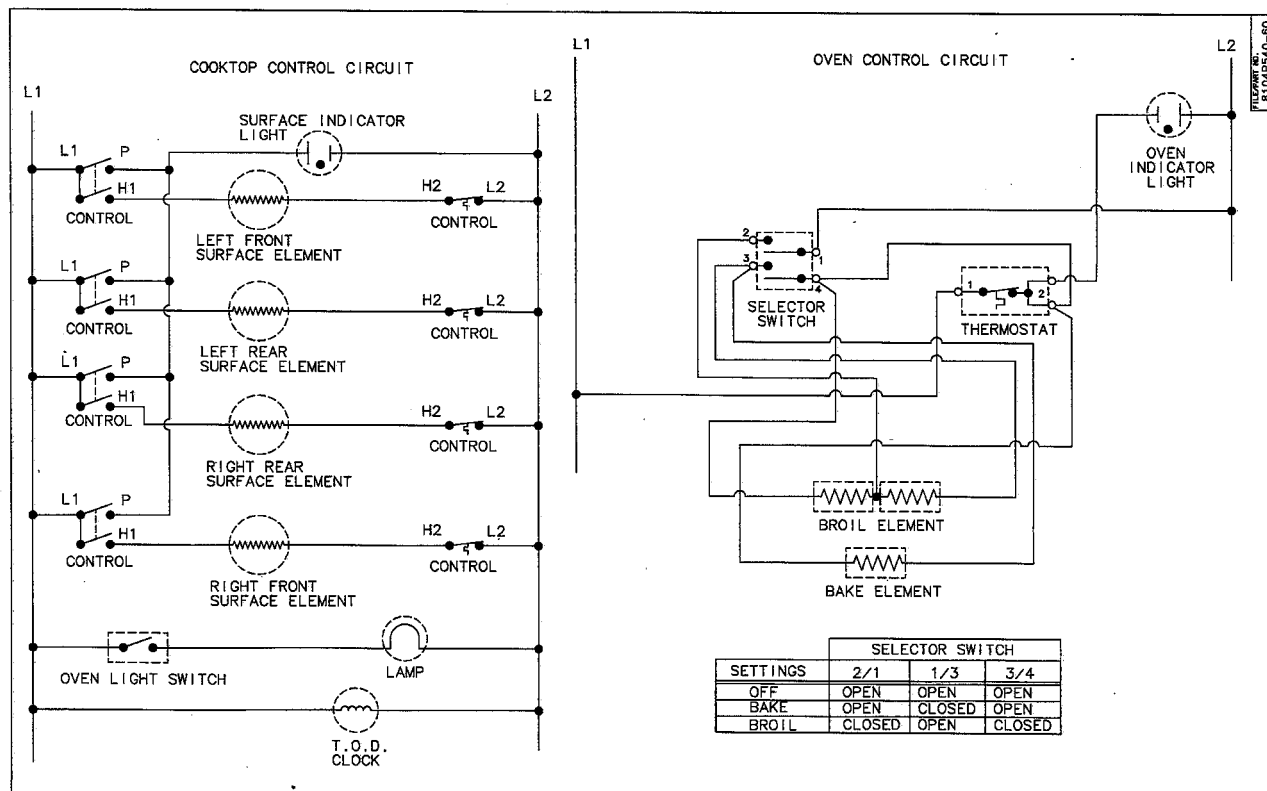 COOKTOP CONTROL CIRCUIT
L1
L2
SURFACE INDICATOR
LIGHT
L1
P
H1
CONTROL
H2
L2
CONTROL
LEFT FRONT
SURFACE ELEMENT
L1
P
H1
CONTROL
H2
L2
CONTROL
LEFT REAR
SURFACE ELEMENT
L1
P
H1
CONTROL
H2
L2
CONTROL
RIGHT REAR
SURFACE ELEMENT
L1
P
H1
CONTROL
H2
L2
CONTROL
RIGHT FRONT
SURFACE ELEMENT
OVEN LIGHT SWITCH
LAMP
T.O.D.
CLOCK
L1
OVEN CONTROL CIRCUIT
L2
FILE/PART NO.
8104P540-60
OVEN
INDICATOR
LIGHT
2
3
1
4
SELECTOR
SWITCH
1
2
THERMOSTAT
BROIL ELEMENT
BAKE ELEMENT
SELECTOR SWITCH
SETTINGS 2/1 1/3 3/4
OFF OPEN OPEN OPEN
BAKE OPEN CLOSED OPEN
BROIL CLOSED OPEN CLOSED